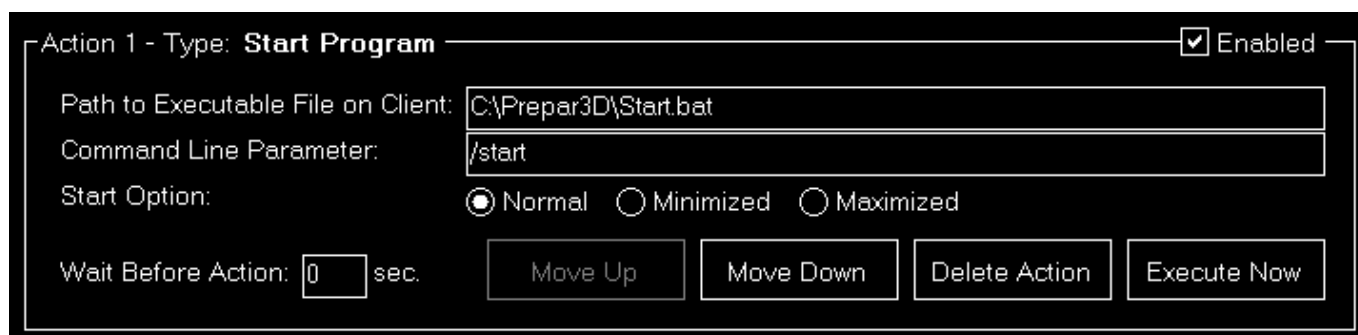 Action 1 - Type: Start Program Enabled
Path to Executable File on Client: C:\Prepar3D\Start.bat
Command Line Parameter: /start
Start Option: Normal Minimized Maximized
Wait Before Action: 0 sec. Move Up Move Down Delete Action Execute Now